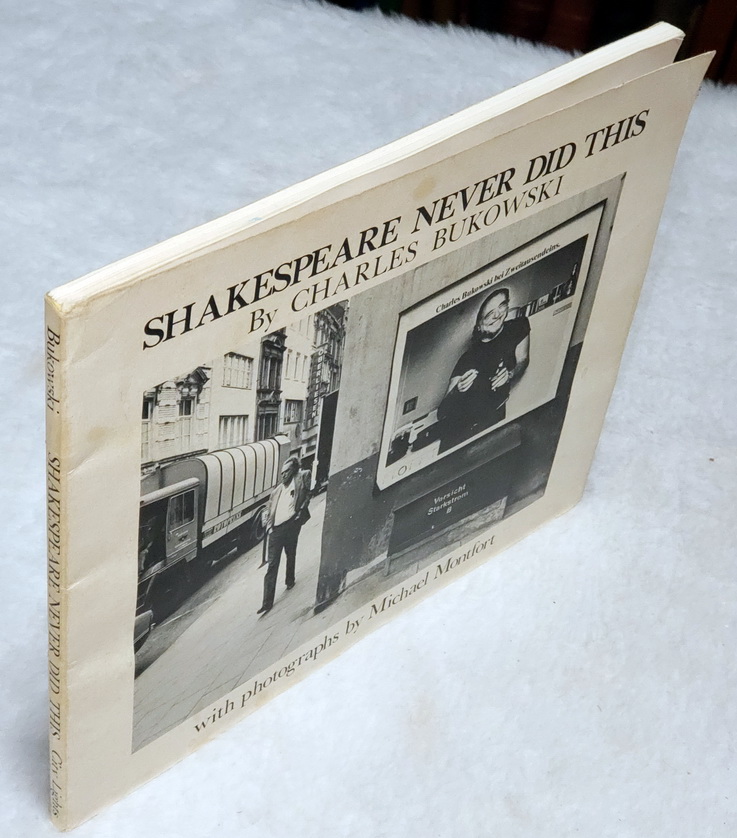 SHAKESPEARE NEVER DID THIS
By CHARLES BUKOWSKI
Charles Bukowski bei Zweitausendeins.
Vorsicht
Starkstrom
with photographs by Michael Montfort
Bukowski SHAKESPEARE NEVER DID THIS City Lights